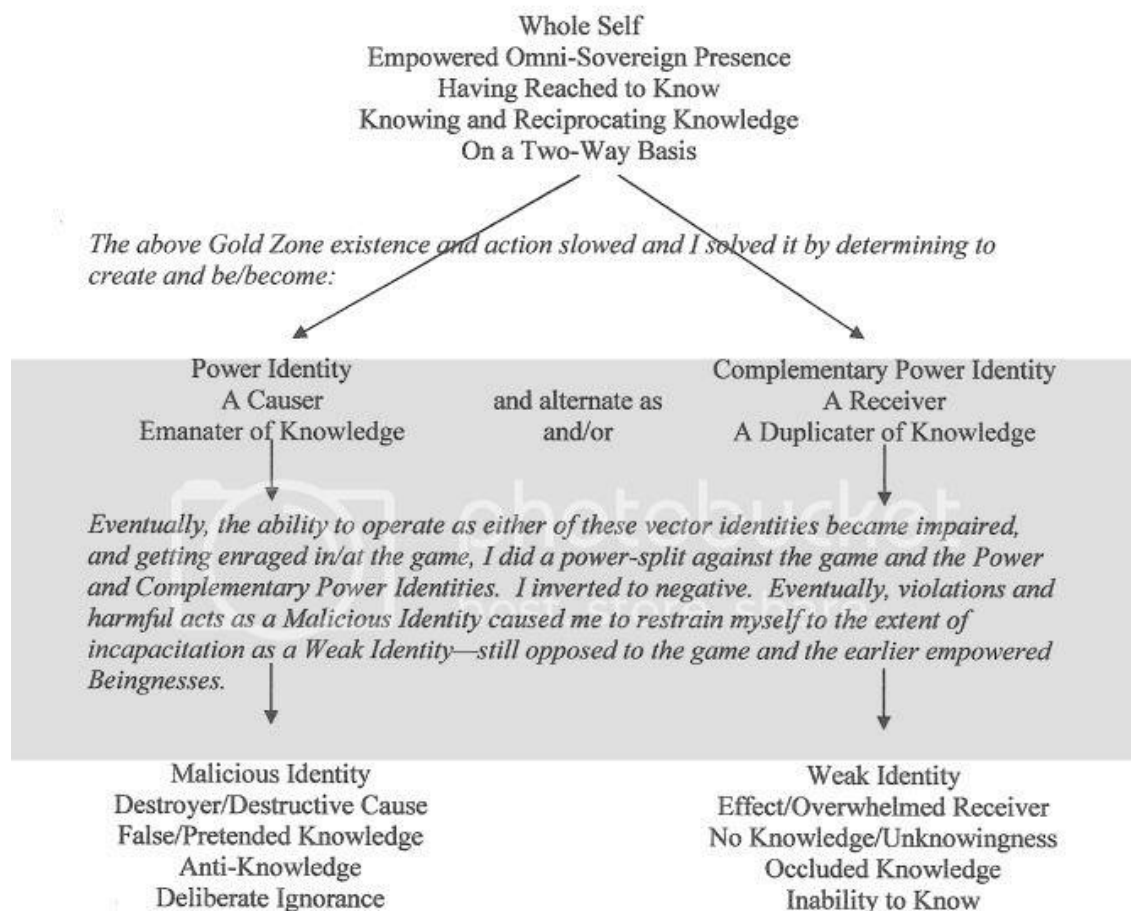 Whole Self
Empowered Omni-Sovereign Presence
Having Reached to Know
Knowing and Reciprocating Knowledge
On a Two-Way Basis
The above Gold Zone existence and action slowed and I solved it by determining to
create and be/become:
Power Identity
A Causer
Emanater of Knowledge
and alternate as
and/or
Complementary Power Identity
A Receiver
A Duplicater of Knowledge
photobucket
Eventually, the ability to operate as either of these vector identities became impaired,
and getting enraged in/at the game, I did a power-split against the game and the Power
and Complementary Power Identities. I inverted to negative. Eventually, violations and
post. store. share.
harmful acts as a Malicious Identity caused me to restrain myself to the extent of
incapacitation as a Weak Identity—still opposed to the game and the earlier empowered
Beingnesses.
Malicious Identity
Destroyer/Destructive Cause
False/Pretended Knowledge
Anti-Knowledge
Deliberate Ignorance
Weak Identity
Effect/Overwhelmed Receiver
No Knowledge/Unknowingness
Occluded Knowledge
Inability to Know